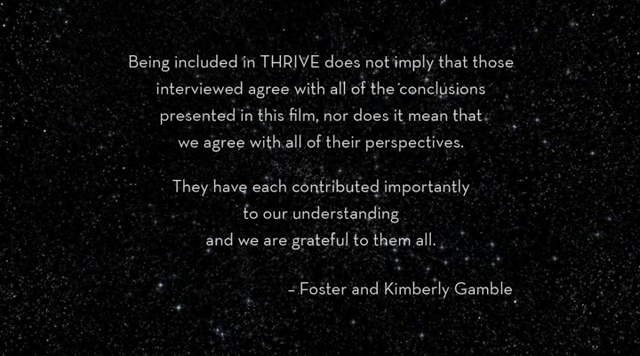 Being included in THRIVE does not imply that those
interviewed agree with all of the conclusions
presented in this film, nor does it mean that
we agree with all of their perspectives.
They have each contributed importantly
to our understanding
and we are grateful to them all.
– Foster and Kimberly Gamble